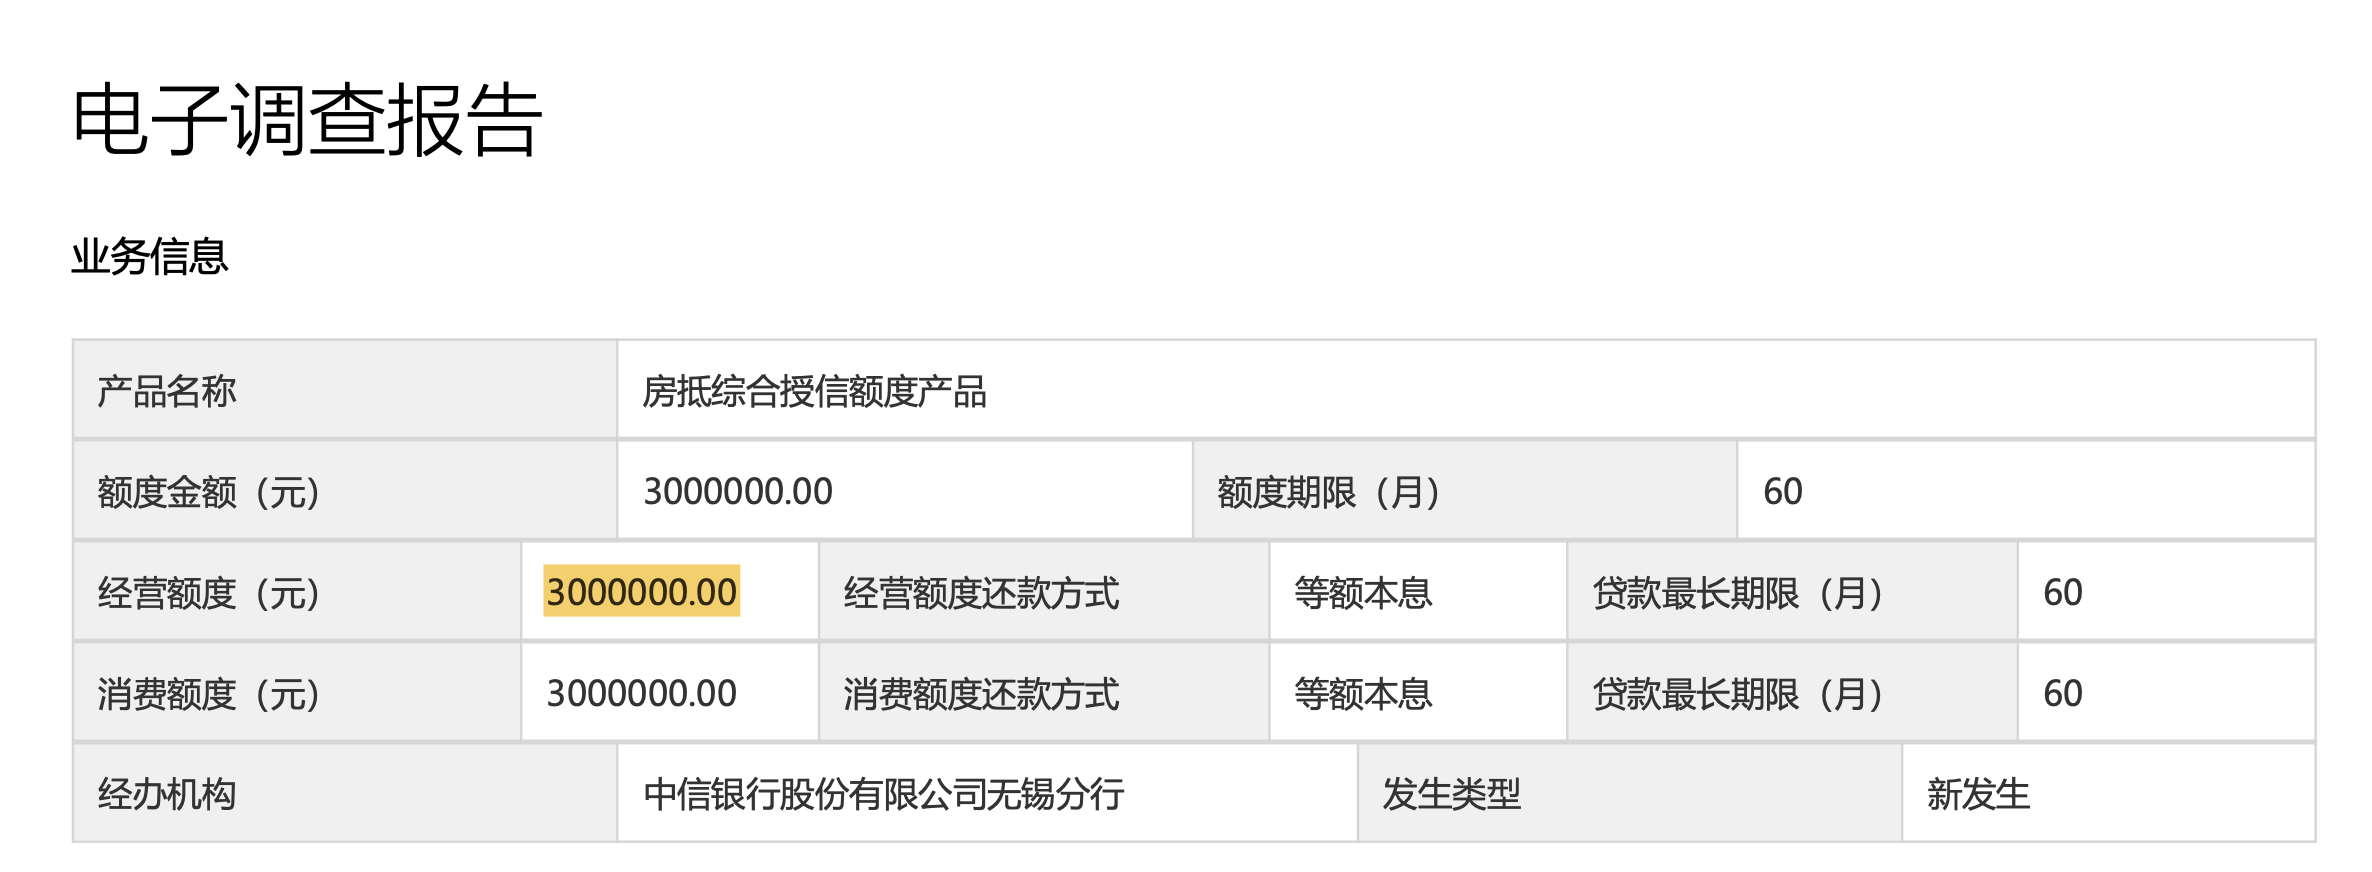 电子调查报告
业务信息
产品名称 房抵综合授信额度产品
额度金额（元） 3000000.00 额度期限（月） 60
经营额度（元） 3000000.00 经营额度还款方式 等额本息 贷款最长期限（月） 60
消费额度（元） 3000000.00 消费额度还款方式 等额本息 贷款最长期限（月） 60
经办机构 中信银行股份有限公司无锡分行 发生类型 新发生